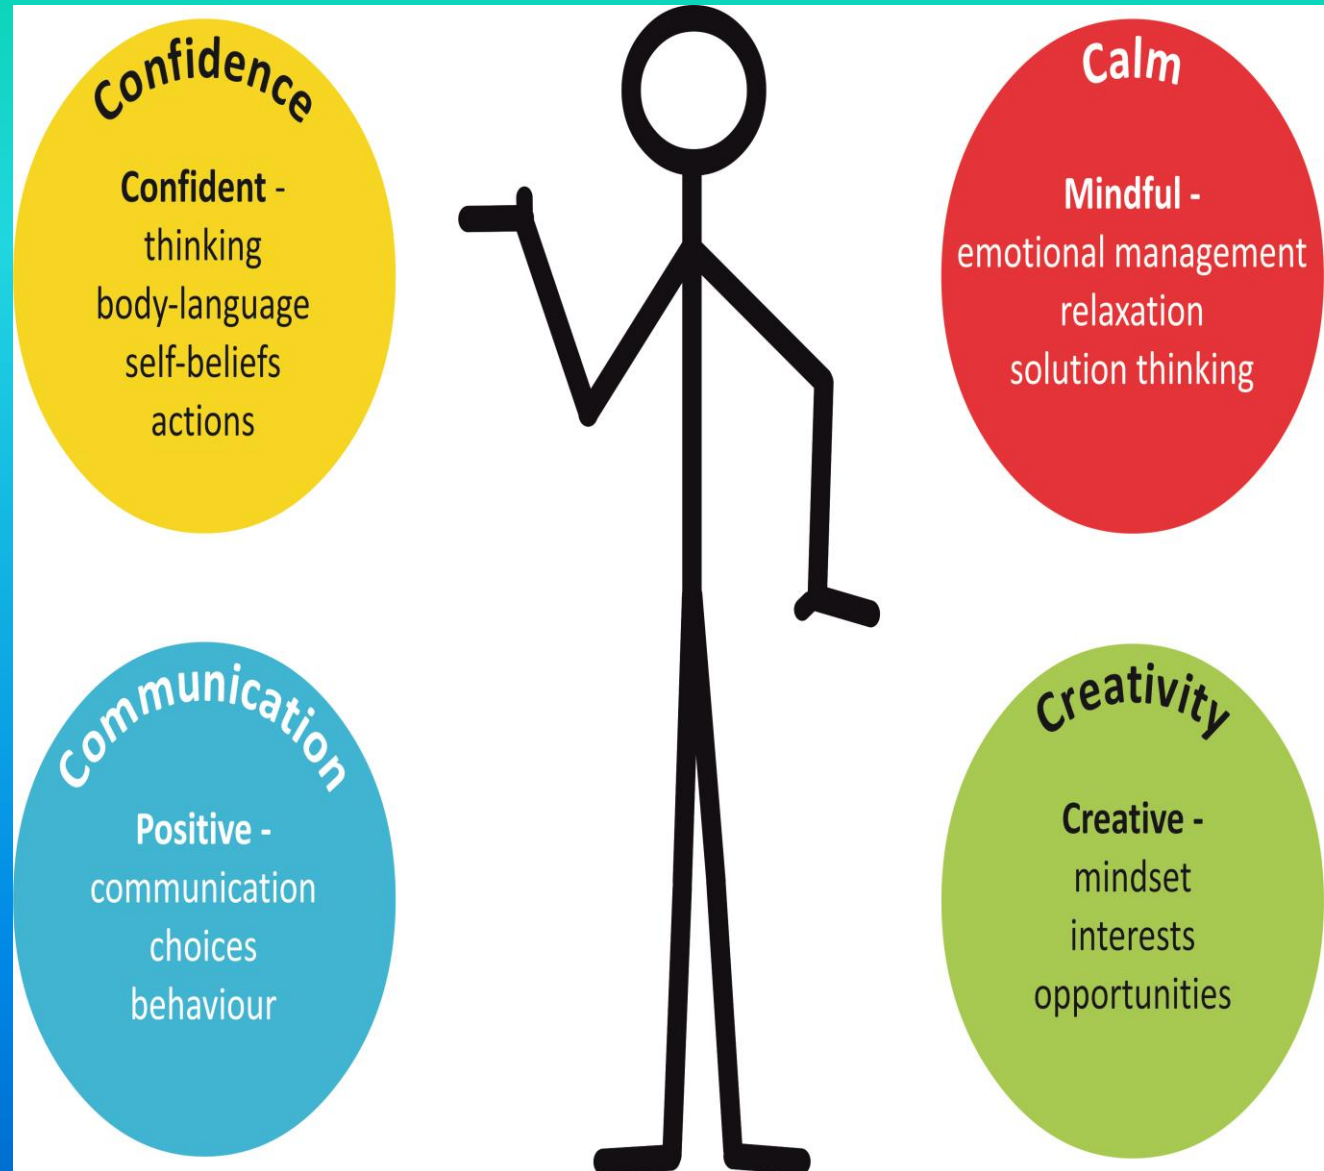 Confidence
Confident -
thinking
body-language
self-beliefs
actions
Calm
Mindful -
emotional management
relaxation
solution thinking
Communication
Positive -
communication
choices
behaviour
Creativity
Creative -
mindset
interests
opportunities